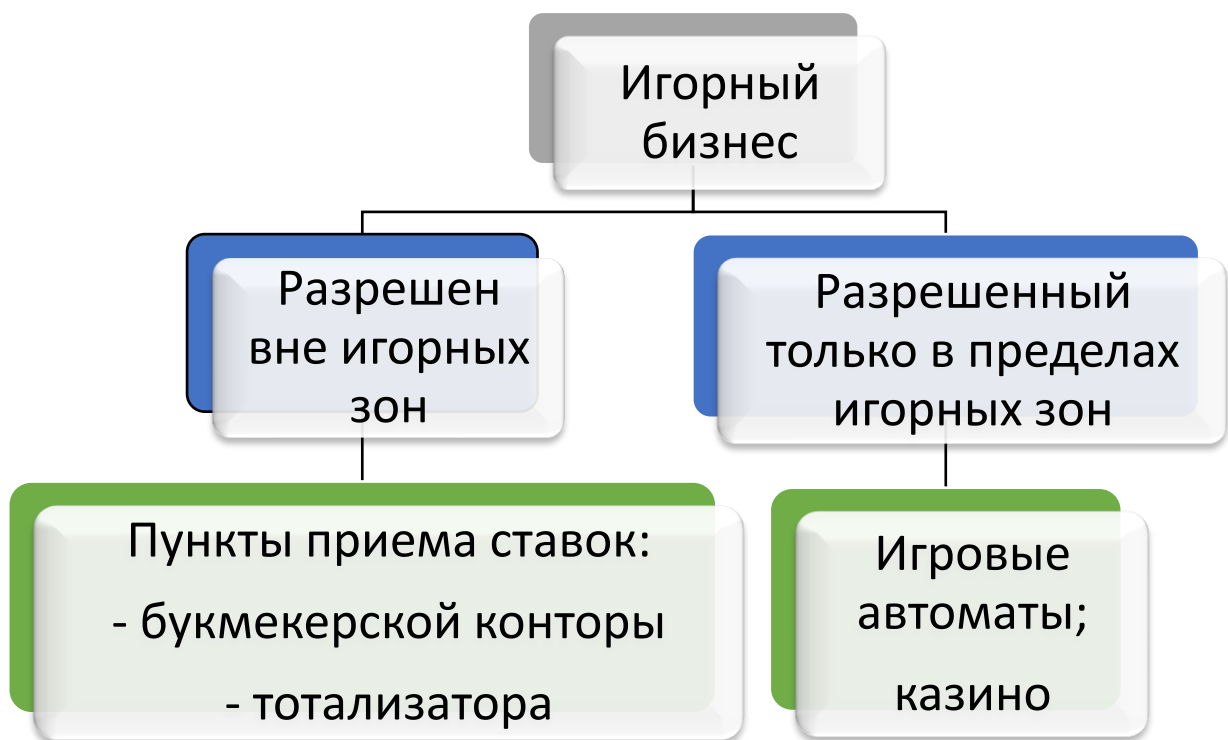 Игорный
бизнес
Разрешен
вне игорных
зон
Разрешенный
только в пределах
игорных зон
Пункты приема ставок:
- букмекерской конторы
- тотализатора
Игровые
автоматы;
казино